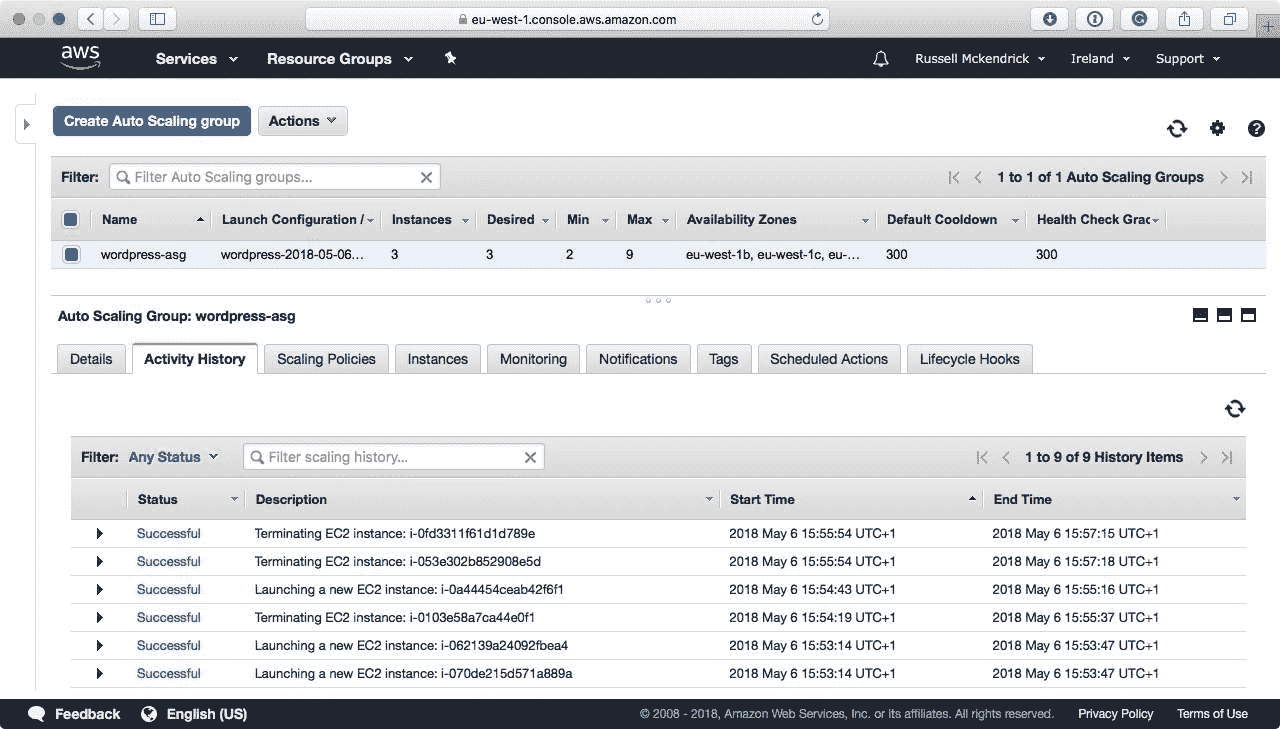 eu-west-1.console.aws.amazon.com
aws Services Resource Groups Russell Mckendrick Ireland Support
Create Auto Scaling group Actions
Filter: Filter Auto Scaling groups... 1 to 1 of 1 Auto Scaling Groups
Name Launch Configuration / Instances Desired Min Max Availability Zones Default Cooldown Health Check Grac
wordpress-asg wordpress-2018-05-06... 3 3 2 9 eu-west-1b, eu-west-1c, eu-... 300 300
Auto Scaling Group: wordpress-asg
Details Activity History Scaling Policies Instances Monitoring Notifications Tags Scheduled Actions Lifecycle Hooks
Filter: Any Status Filter scaling history... 1 to 9 of 9 History Items
Status Description Start Time End Time
Successful Terminating EC2 instance: i-0fd3311f61d1d789e 2018 May 6 15:55:54 UTC+1 2018 May 6 15:57:15 UTC+1
Successful Terminating EC2 instance: i-053e302b852908e5d 2018 May 6 15:55:54 UTC+1 2018 May 6 15:57:18 UTC+1
Successful Launching a new EC2 instance: i-0a44454ceab42f6f1 2018 May 6 15:54:43 UTC+1 2018 May 6 15:55:16 UTC+1
Successful Terminating EC2 instance: i-0103e58a7ca44e0f1 2018 May 6 15:54:19 UTC+1 2018 May 6 15:55:37 UTC+1
Successful Launching a new EC2 instance: i-062139a24092fbea4 2018 May 6 15:53:14 UTC+1 2018 May 6 15:53:47 UTC+1
Successful Launching a new EC2 instance: i-070de215d571a889a 2018 May 6 15:53:14 UTC+1 2018 May 6 15:53:47 UTC+1
Feedback English (US) © 2008 - 2018, Amazon Web Services, Inc. or its affiliates. All rights reserved. Privacy Policy Terms of Use